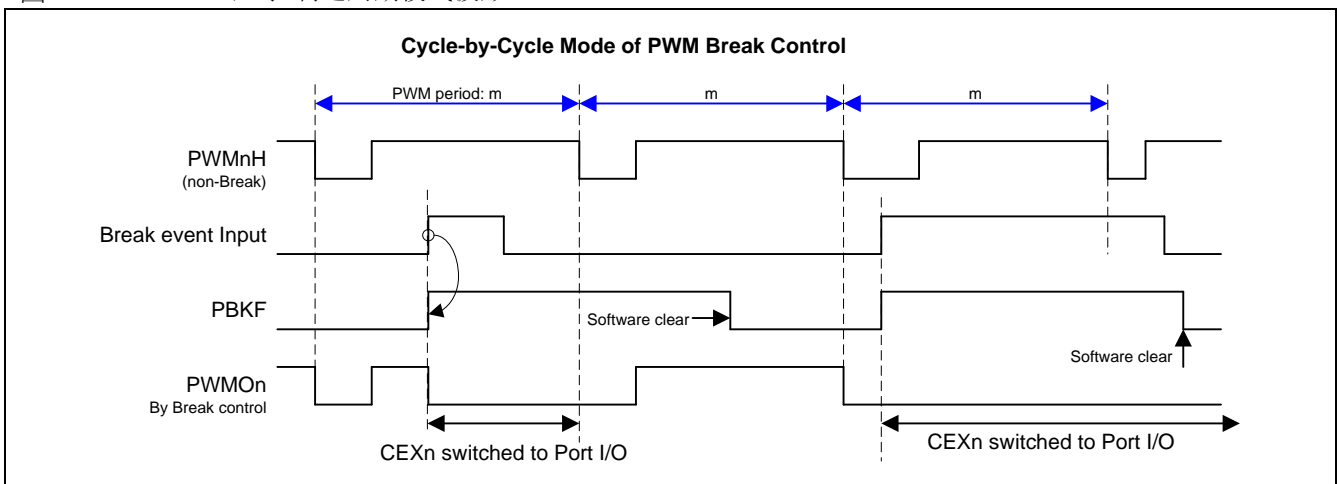 Cycle-by-Cycle Mode of PWM Break Control
PWM period: m
m
m
PWMnH
(non-Break)
Break event Input
PBKF
Software clear
Software clear
PWMOn
By Break control
CEXn switched to Port I/O
CEXn switched to Port I/O